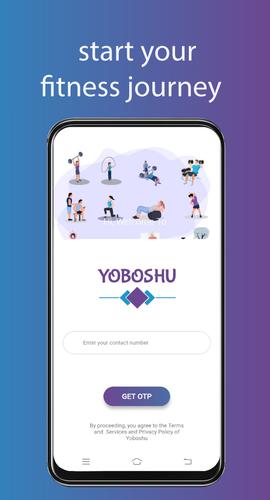 start your
fitness journey
YOBOSHU
Enter your contact number
GET OTP
By proceeding, you agree to the Terms
and Services and Privacy Policy of
Yoboshu